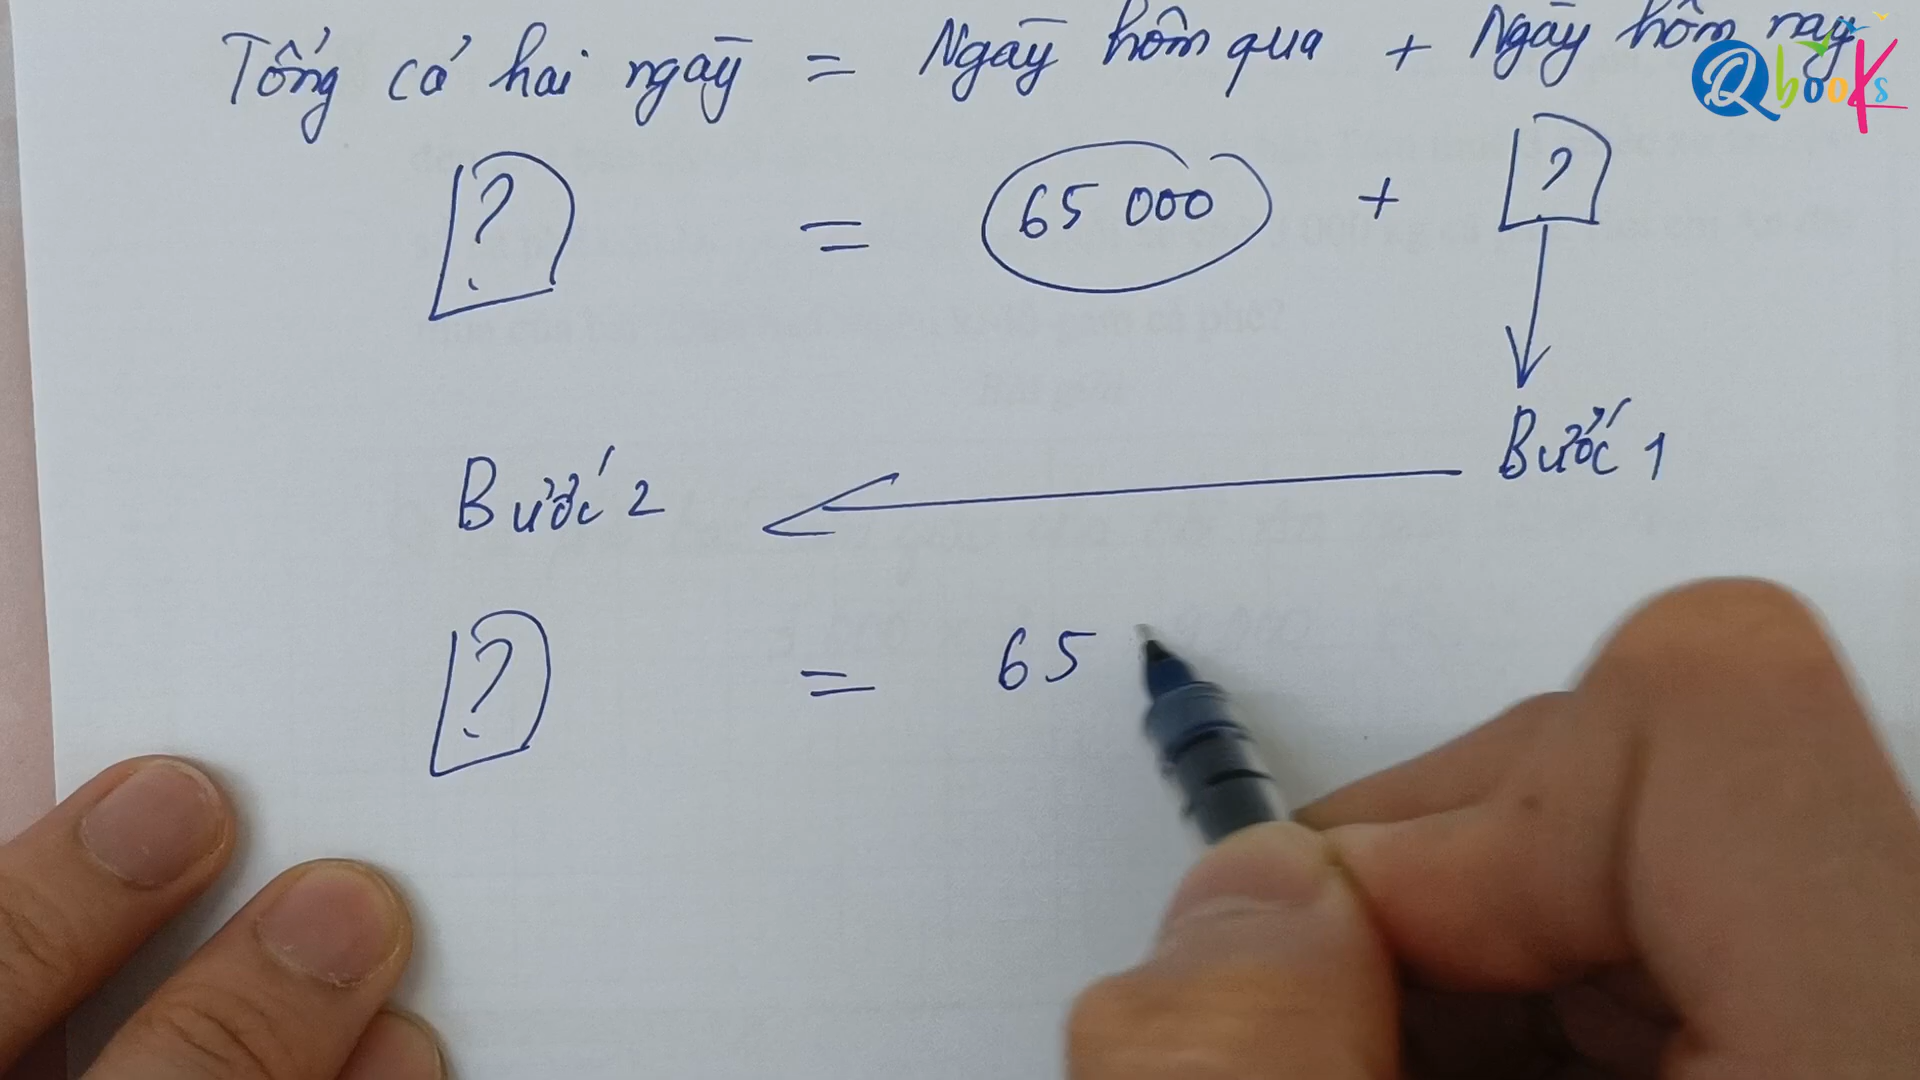 Tổng cả hai ngày = Ngày hôm qua + Ngày hôm nay
Qbooks
? = 65 000 + ?
Bước 1
Bước 2
? = 65